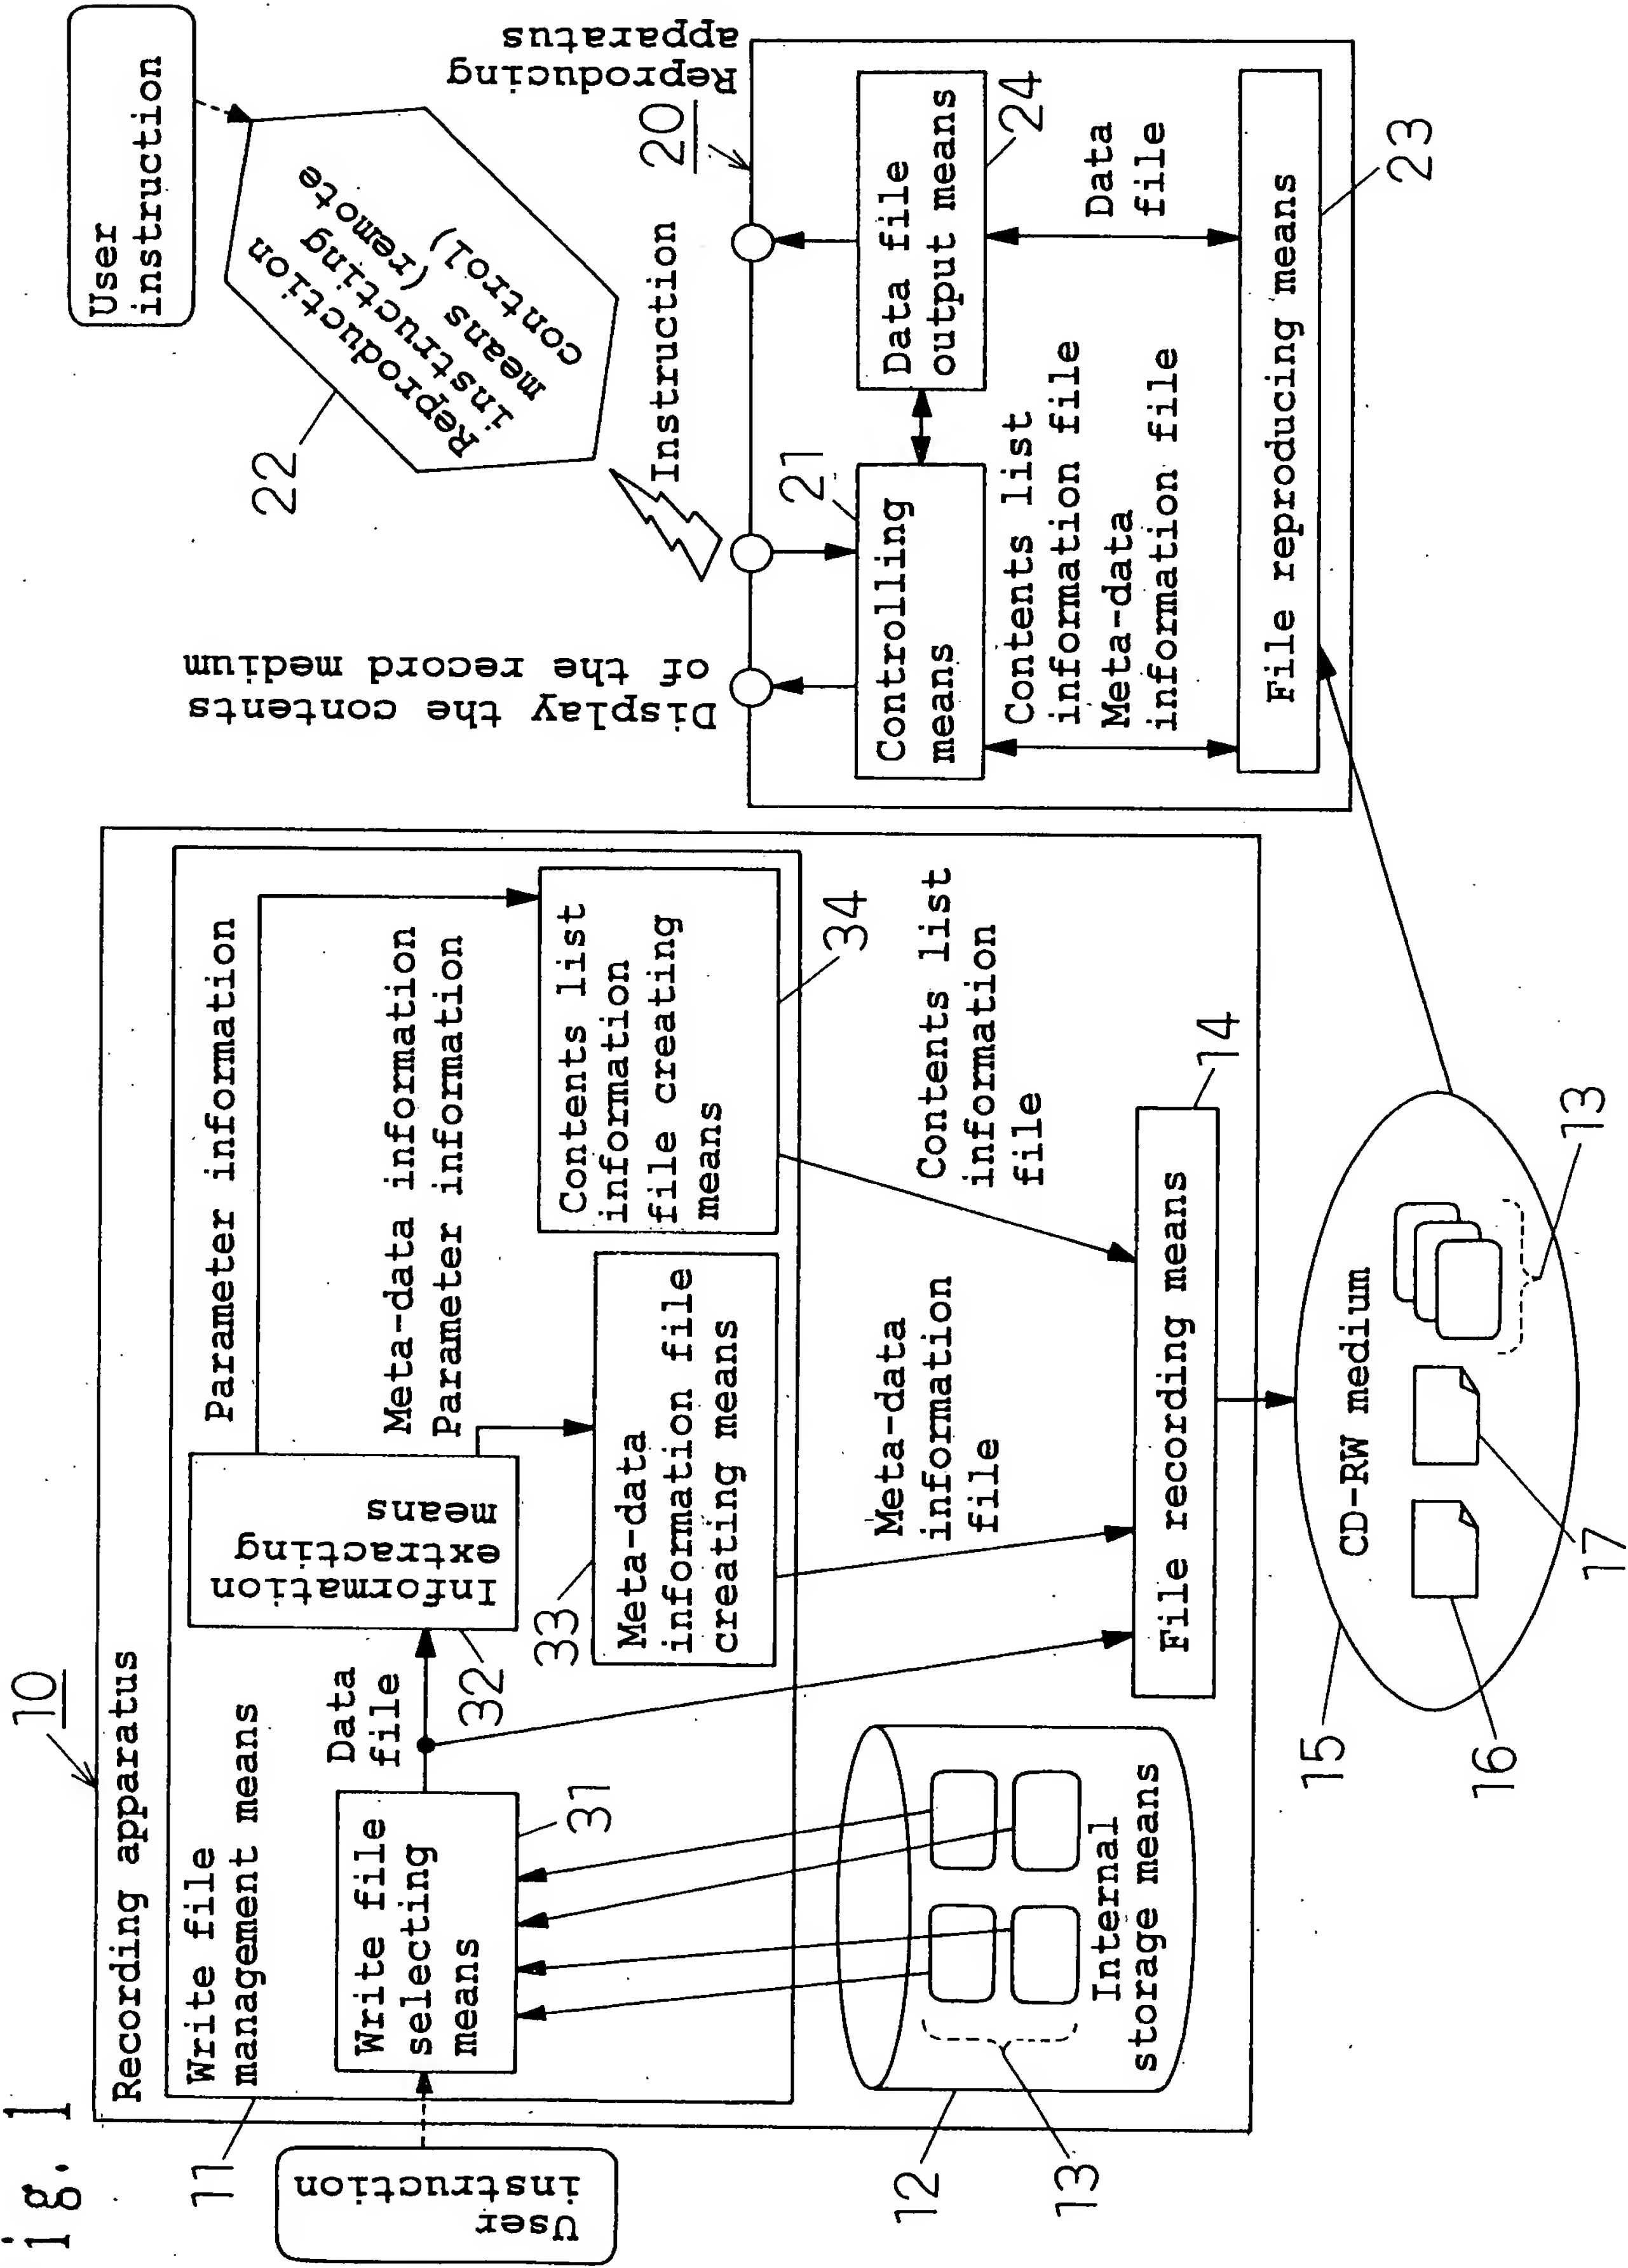 ig. 1
10
Recording apparatus
11
Write file
management means
User
instruction
Write file
selecting
means
31
Data
file
Information
extracting
means
32
Parameter information
Meta-data information
Parameter information
33
Meta-data
information file
creating means
Contents list
information
file creating
means
34
12
13
Internal
storage means
Meta-data
information
file
Contents list
information
file
File recording means
14
15
CD-RW medium
16
17
13
User
instruction
22
Reproduction
instructing
means (remote
control)
Instruction
Display the contents
of the record medium
20
Reproducing
apparatus
Controlling
means
21
Data file
output means
24
Contents list
information file
Meta-data
information file
Data
file
File reproducing means
23